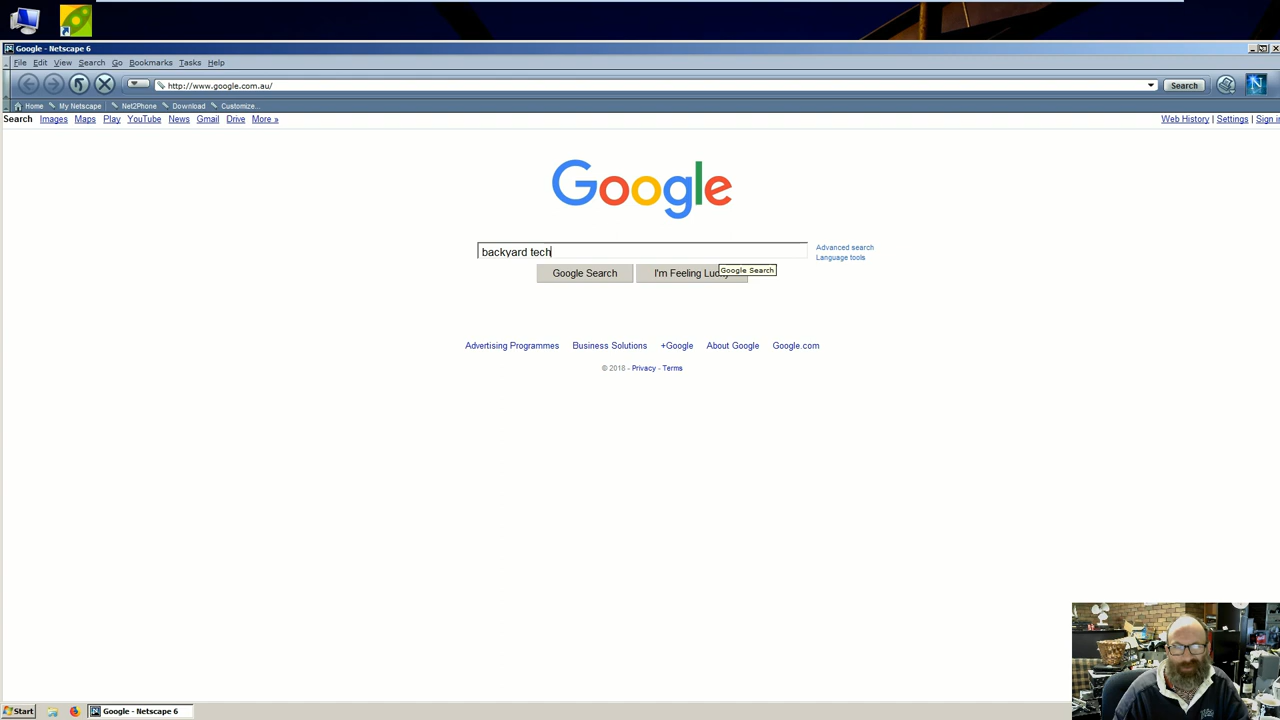 Google - Netscape 6
File Edit View Search Go Bookmarks Tasks Help
http://www.google.com.au/ Search
Home My Netscape Net2Phone Download Customize...
Search Images Maps Play YouTube News Gmail Drive More » Web History | Settings | Sign i
Google
backyard tech
Advanced search
Language tools
Google Search I'm Feeling Luc
Google Search
Advertising Programmes Business Solutions +Google About Google Google.com
© 2018 - Privacy - Terms
Start Google - Netscape 6